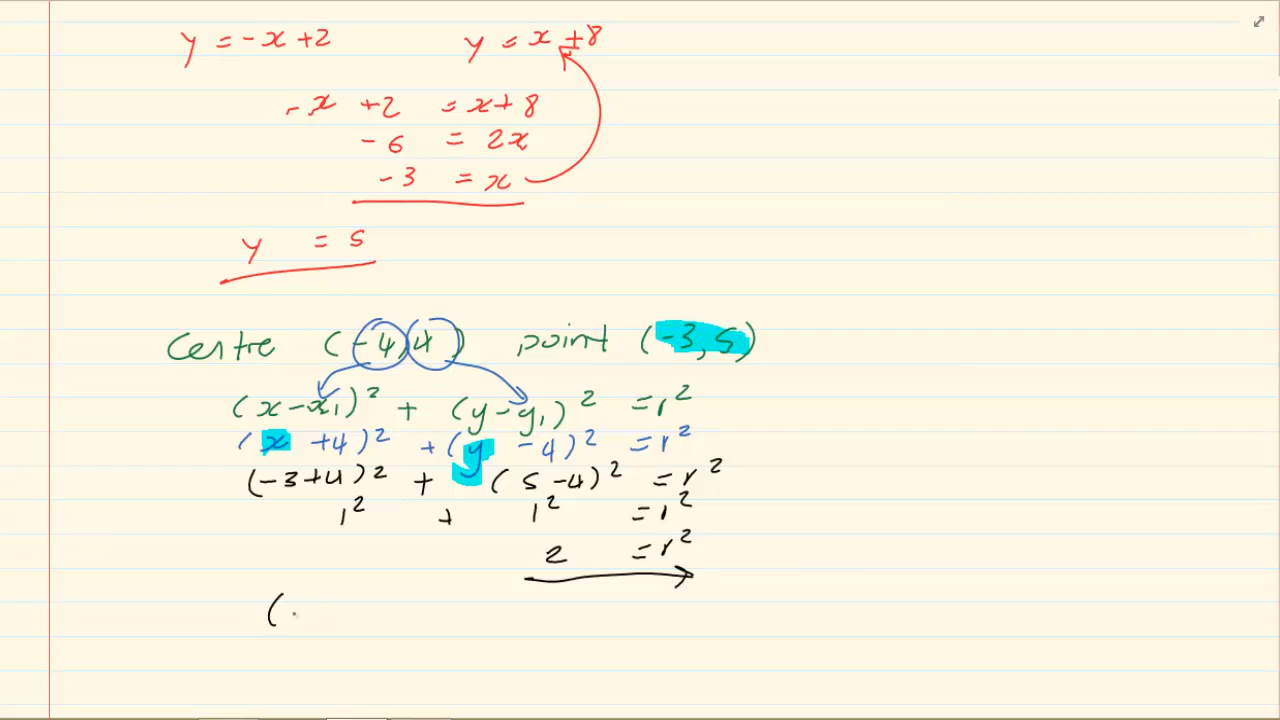 y = -x +2 y = x +8
-x +2 = x + 8
-6 = 2x
-3 = x
y = 5
Centre (-4, 4) point (-3, 5)
(x - x₁)² + (y - y₁)² = r²
(x +4)² + (y -4)² = r²
(-3+4)² + (5 -4)² = r²
1² + 1² = r²
2 = r²
(